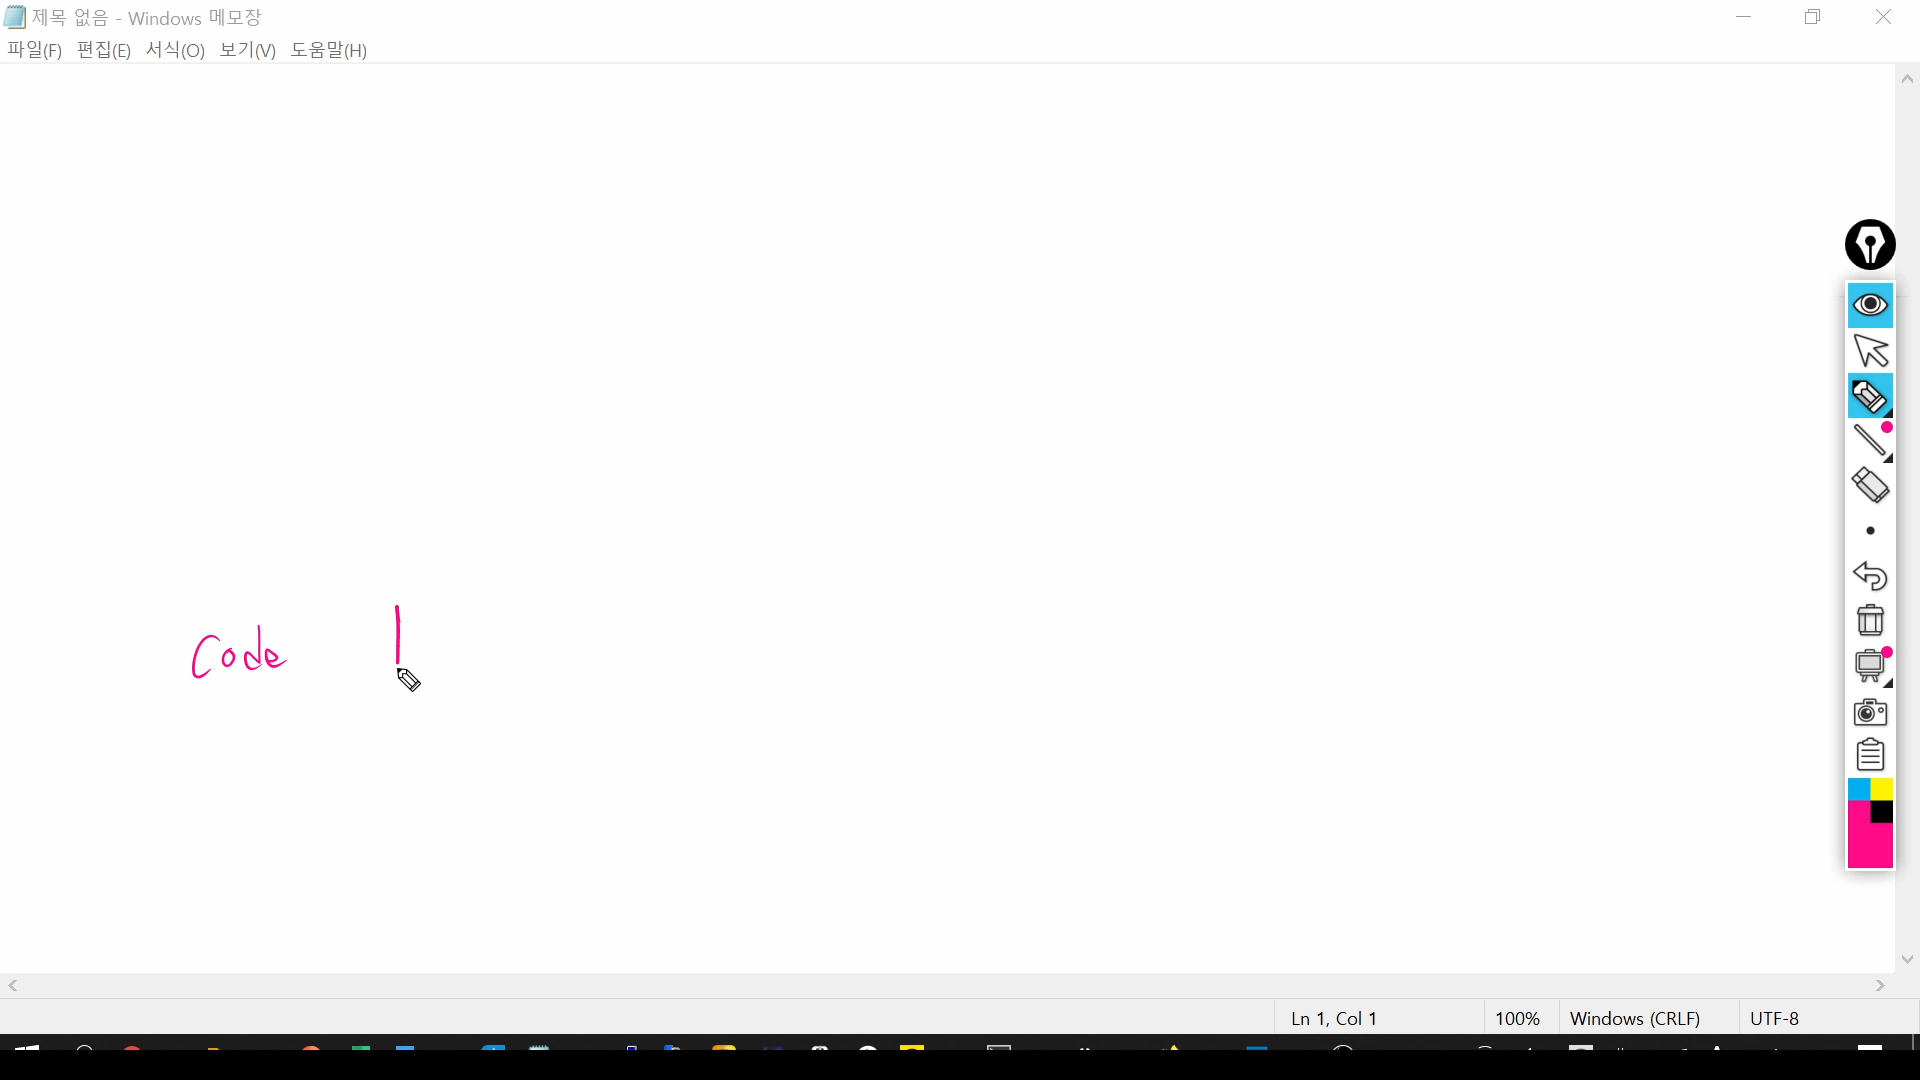 제목 없음 - Windows 메모장
파일(F) 편집(E) 서식(O) 보기(V) 도움말(H)
Code
Ln 1, Col 1 100% Windows (CRLF) UTF-8